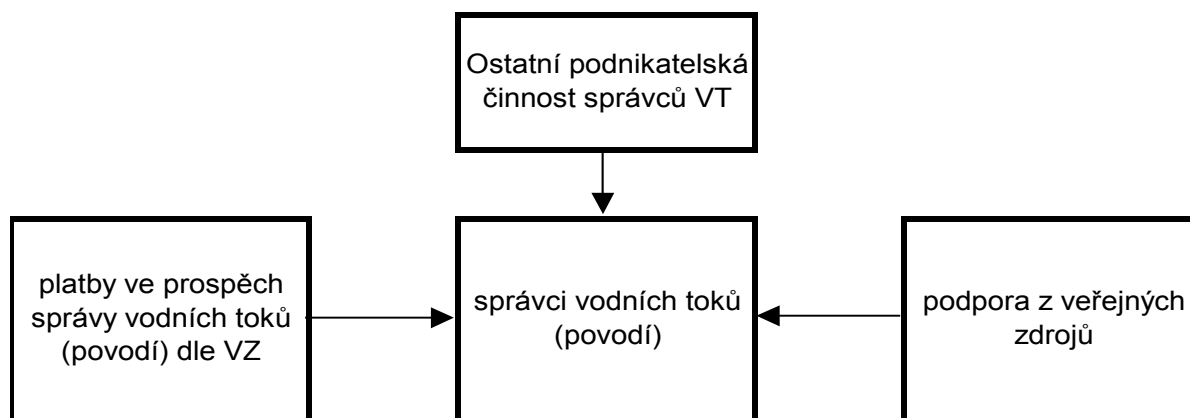 Ostatní podnikatelská
činnost správců VT
platby ve prospěch
správy vodních toků
(povodí) dle VZ
správci vodních toků
(povodí)
podpora z veřejných
zdrojů